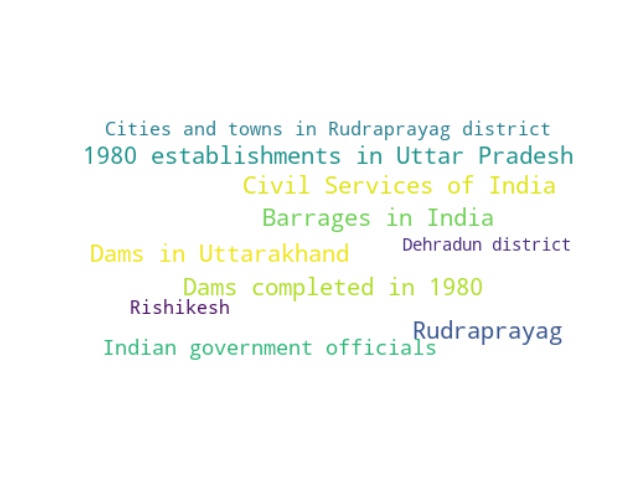 Cities and towns in Rudraprayag district
1980 establishments in Uttar Pradesh
Civil Services of India
Barrages in India
Dehradun district
Dams in Uttarakhand
Dams completed in 1980
Rishikesh
Rudraprayag
Indian government officials